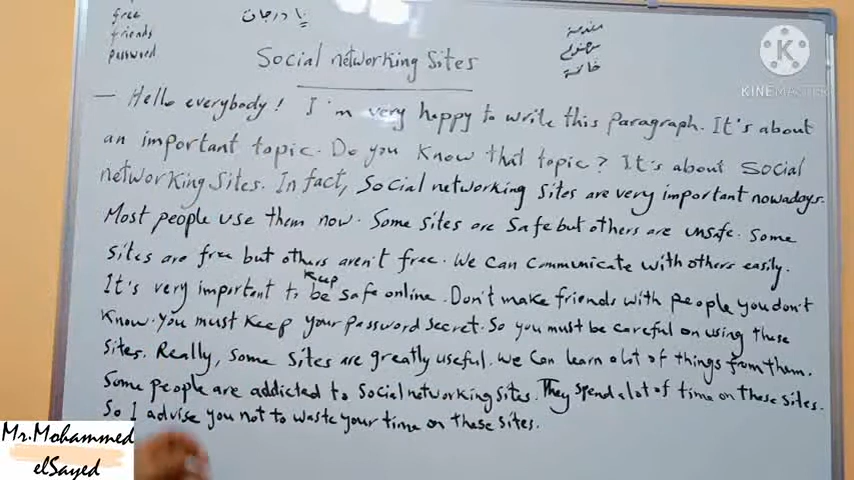 free
friends
password
يا درجات
مقدمة
محتوى
خاتمة
Social networking Sites
KINEMASTER
— Hello everybody! I'm very happy to write this Paragraph. It's about
an important topic. Do you know that topic? It's about Social
networking Sites. In fact, Social networking sites are very important nowadays.
Most people use them now. Some sites are safe but others are unsafe. Some
sites are free but others aren't free. We can communicate with others easily.
keep
It's very important to be safe online. Don't make friends with people you don't
know. You must keep your password secret. So you must be careful on using these
sites. Really, some sites are greatly useful. We can learn a lot of things from them.
Some people are addicted to Social networking sites. They spend a lot of time on these sites.
So I advise you not to waste your time on these sites.
Mr.Mohammed
elSayed